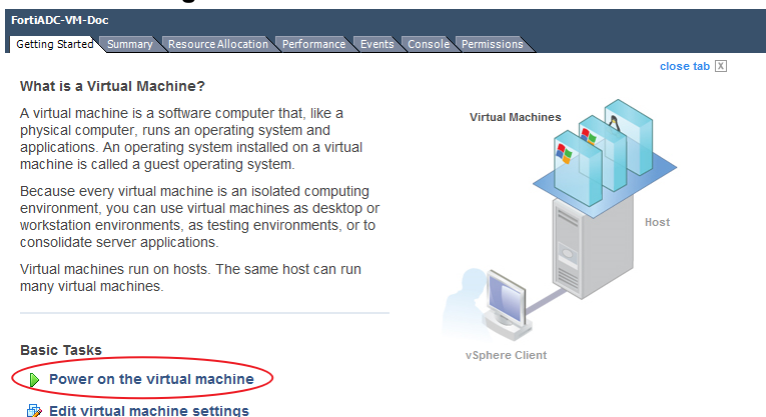 FortiADC-VM-Doc
Getting Started Summary Resource Allocation Performance Events Console Permissions
close tab X
What is a Virtual Machine?
A virtual machine is a software computer that, like a
physical computer, runs an operating system and
applications. An operating system installed on a virtual
machine is called a guest operating system.
Because every virtual machine is an isolated computing
environment, you can use virtual machines as desktop or
workstation environments, as testing environments, or to
consolidate server applications.
Virtual machines run on hosts. The same host can run
many virtual machines.
Virtual Machines
Host
vSphere Client
Basic Tasks
Power on the virtual machine
Edit virtual machine settings